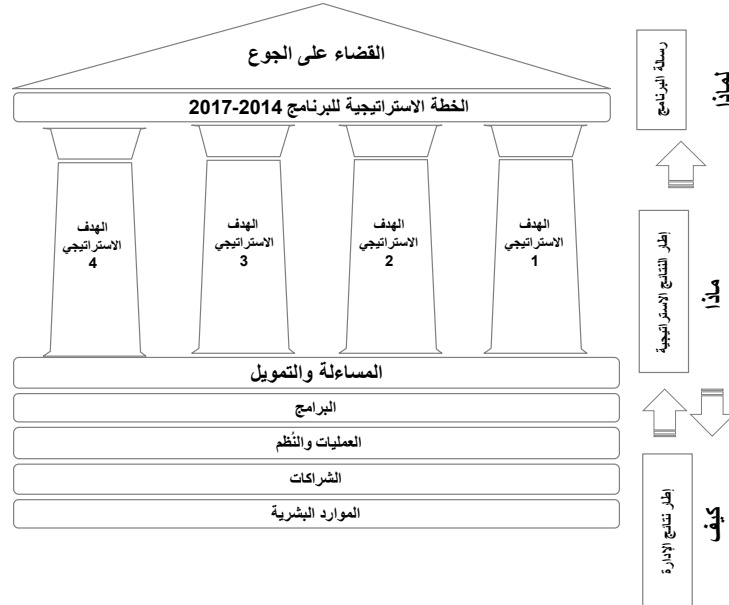 القضاء على الجوع
الخطة الاستراتيجية للبرنامج 2014-2017
الهدف
الاستراتيجي
1
الهدف
الاستراتيجي
2
الهدف
الاستراتيجي
3
الهدف
الاستراتيجي
4
المساءلة والتمويل
البرامج
العمليات والنُظم
الشراكات
الموارد البشرية
لماذا
رسالة البرنامج
ماذا
إطار النتائج الاستراتيجية
كيف
إطار نتائج الإدارة